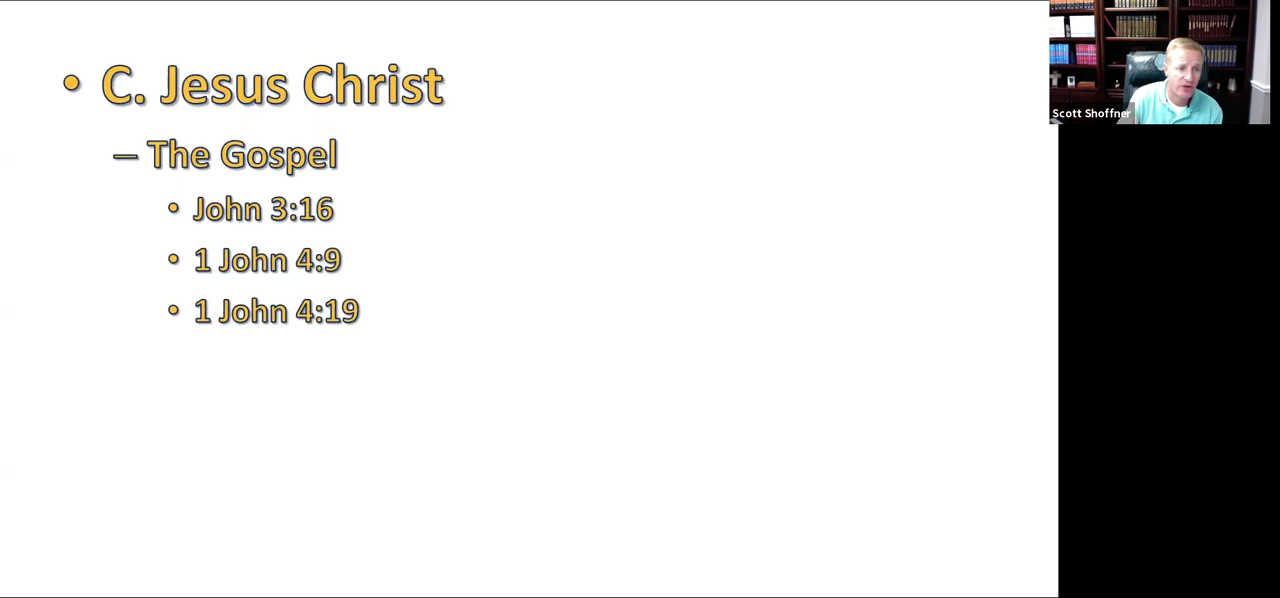 • C. Jesus Christ
– The Gospel
• John 3:16
• 1 John 4:9
• 1 John 4:19
Scott Shoffner